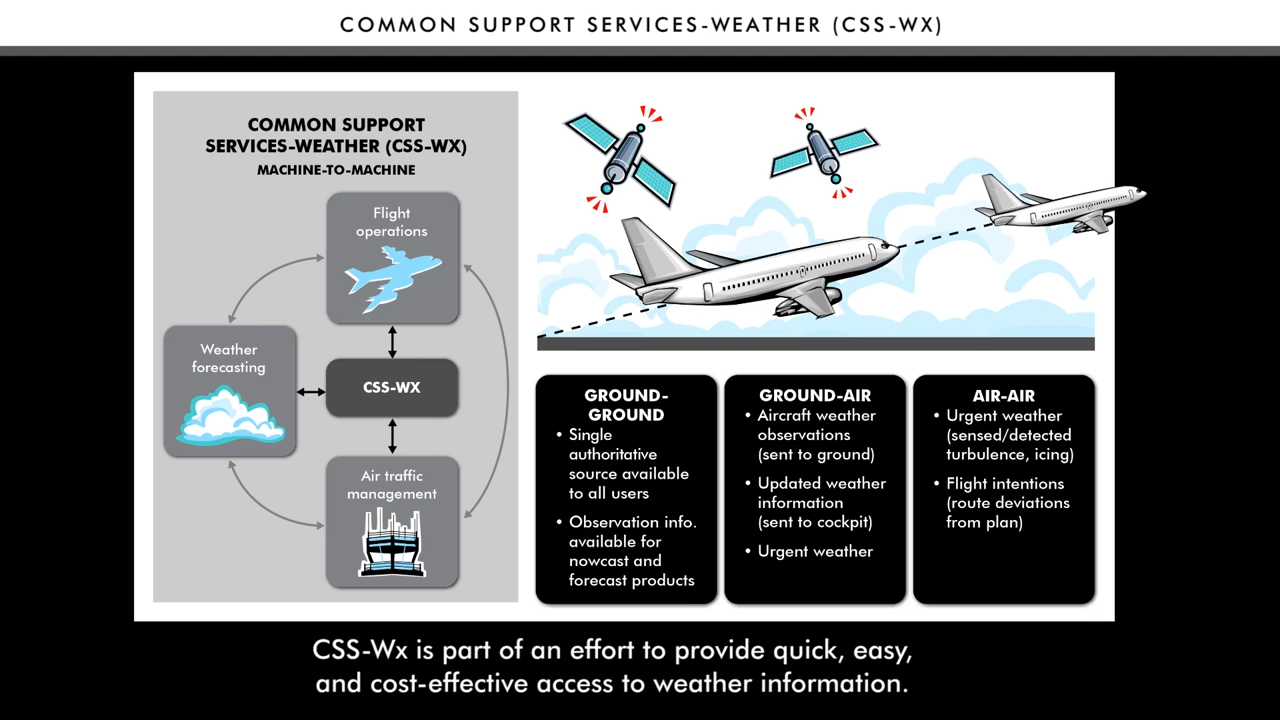 COMMON SUPPORT SERVICES-WEATHER (CSS-WX)
COMMON SUPPORT
SERVICES-WEATHER (CSS-WX)
MACHINE-TO-MACHINE
Flight
operations
Weather
forecasting
CSS-WX
Air traffic
management
GROUND-
GROUND
• Single
authoritative
source available
to all users
• Observation info.
available for
nowcast and
forecast products
GROUND-AIR
• Aircraft weather
observations
(sent to ground)
• Updated weather
information
(sent to cockpit)
• Urgent weather
AIR-AIR
• Urgent weather
(sensed/detected
turbulence, icing)
• Flight intentions
(route deviations
from plan)
CSS-Wx is part of an effort to provide quick, easy,
and cost-effective access to weather information.